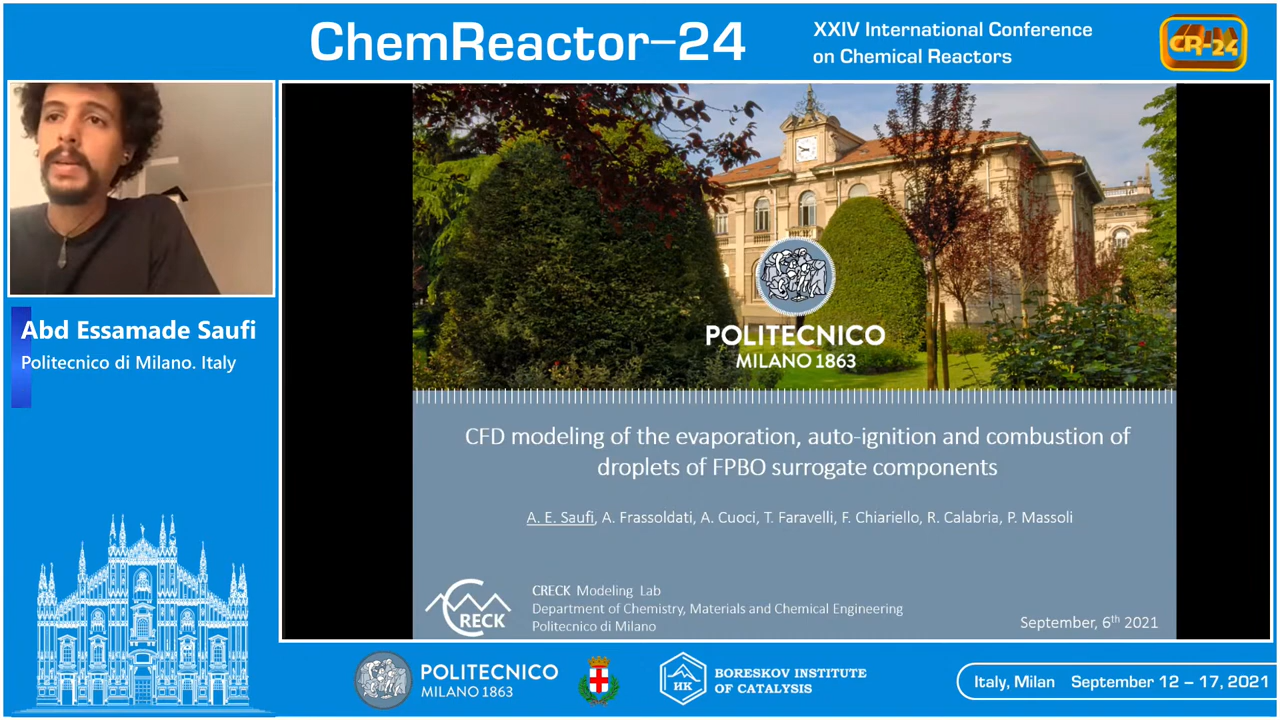 ChemReactor–24
XXIV International Conference
on Chemical Reactors
CR-24
Abd Essamade Saufi
Politecnico di Milano. Italy
POLITECNICO
MILANO 1863
CFD modeling of the evaporation, auto-ignition and combustion of
droplets of FPBO surrogate components
A. E. Saufi, A. Frassoldati, A. Cuoci, T. Faravelli, F. Chiariello, R. Calabria, P. Massoli
CRECK
CRECK Modeling Lab
Department of Chemistry, Materials and Chemical Engineering
Politecnico di Milano
September, 6th 2021
POLITECNICO
MILANO 1863
ИК
BORESKOV INSTITUTE
OF CATALYSIS
Italy, Milan September 12 – 17, 2021